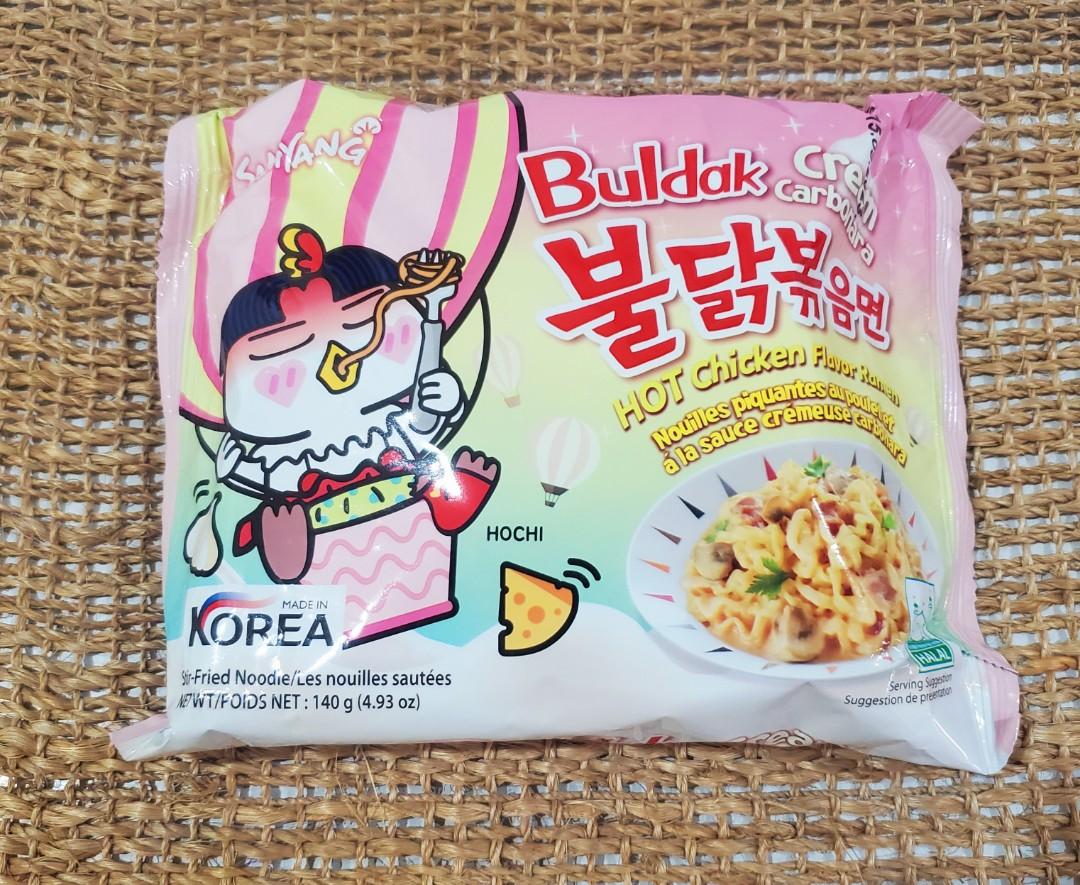 SAMYANG
Buldak
Cream
Carbonara
불닭볶음면
HOT Chicken Flavor Ramen
Nouilles piquantes au poulet et
à la sauce crémeuse carbonara
HOCHI
MADE IN
KOREA
Stir-Fried Noodle/Les nouilles sautées
NET WT/POIDS NET : 140 g (4.93 oz)
HALAL
Serving Suggestion
Suggestion de présentation